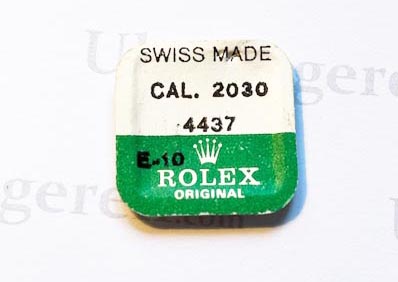 SWISS MADE
CAL. 2030
4437
E-10
ROLEX
ORIGINAL